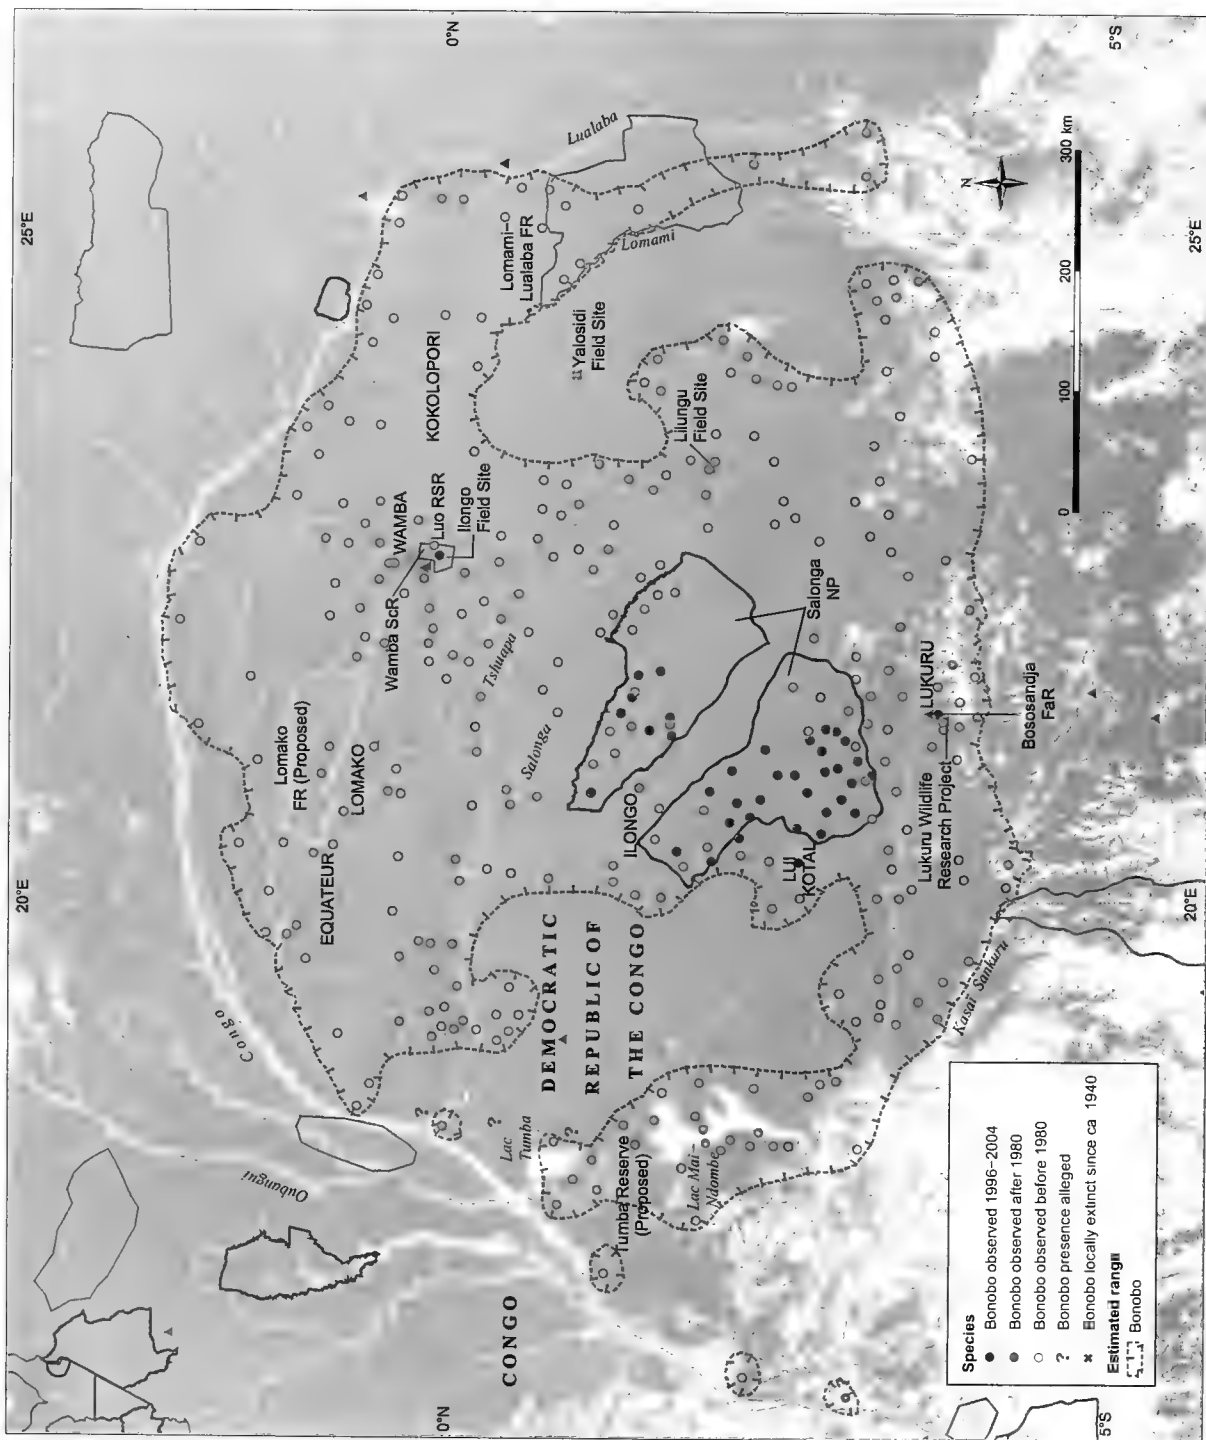 20°E
25°E
0°N
0°N
5°S
5°S
20°E
25°E
Oubangui
Congo
CONGO
Lac
Tumba
?
?
?
?
Tumba Reserve
(Proposed)
Lac Mai-
Ndombe
DEMOCRATIC
REPUBLIC OF
THE CONGO
EQUATEUR
Lomako
FR (Proposed)
LOMAKO
Salonga
Tshuapa
Wamba ScR
WAMBA
Luo RSR
Ilongo
Field Site
KOKOLOPORI
Lomami–
Lualaba FR
Lualaba
Lomami
Yalosidi
Field Site
Lilungu
Field Site
Salonga
NP
ILONGO
LUI
KOTAL
LUKURU
Lukuru Wildlife
Research Project
Bososandja
FaR
Kasai Sankuru
N
0 100 200 300 km
Species
Bonobo observed 1996–2004
Bonobo observed after 1980
Bonobo observed before 1980
? Bonobo presence alleged
Bonobo locally extinct since ca 1940
Estimated range
Bonobo